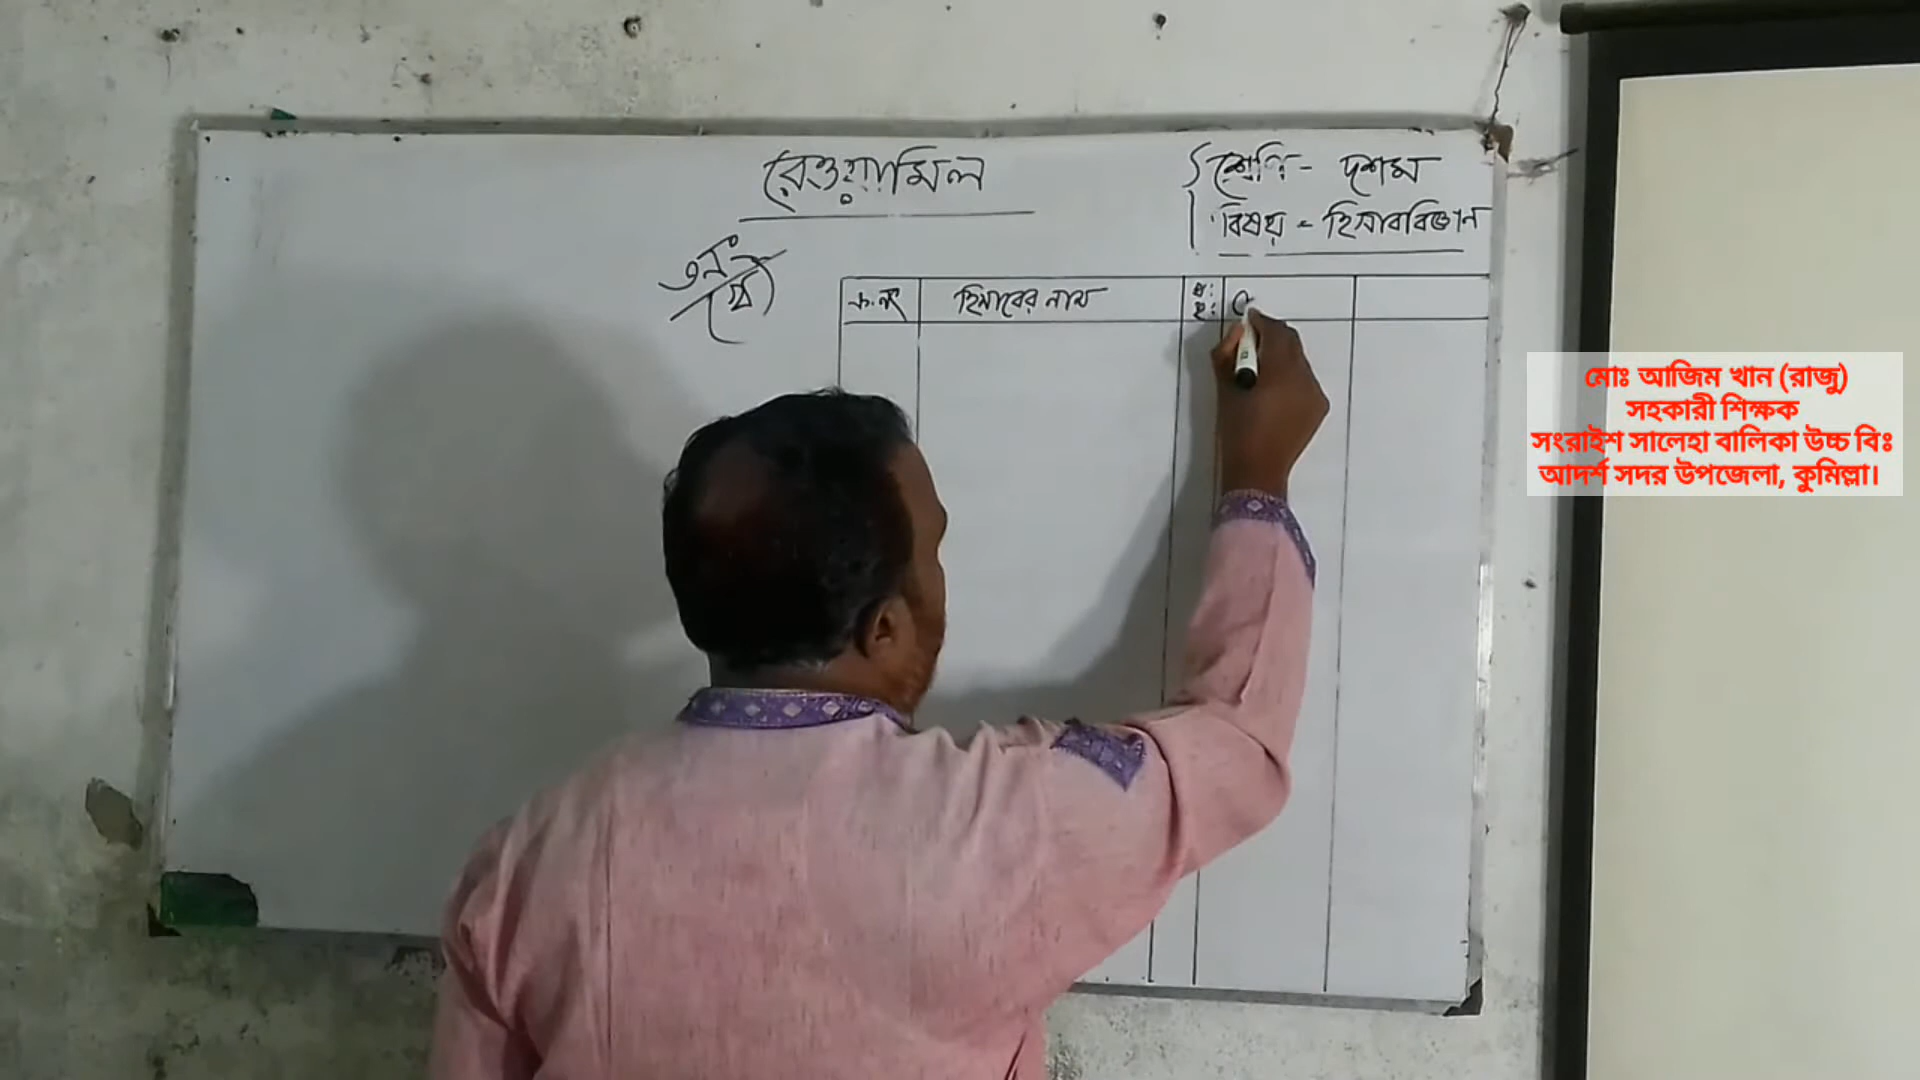 রেওয়ামিল
শ্রেণি - দশম
বিষয় - হিসাববিজ্ঞান
ক্র. নং হিসাবের নাম খ: পৃ:
মোঃ আজিম খান (রাজু)
সহকারী শিক্ষক
সংরাইশ সালেহা বালিকা উচ্চ বিঃ
আদর্শ সদর উপজেলা, কুমিল্লা।